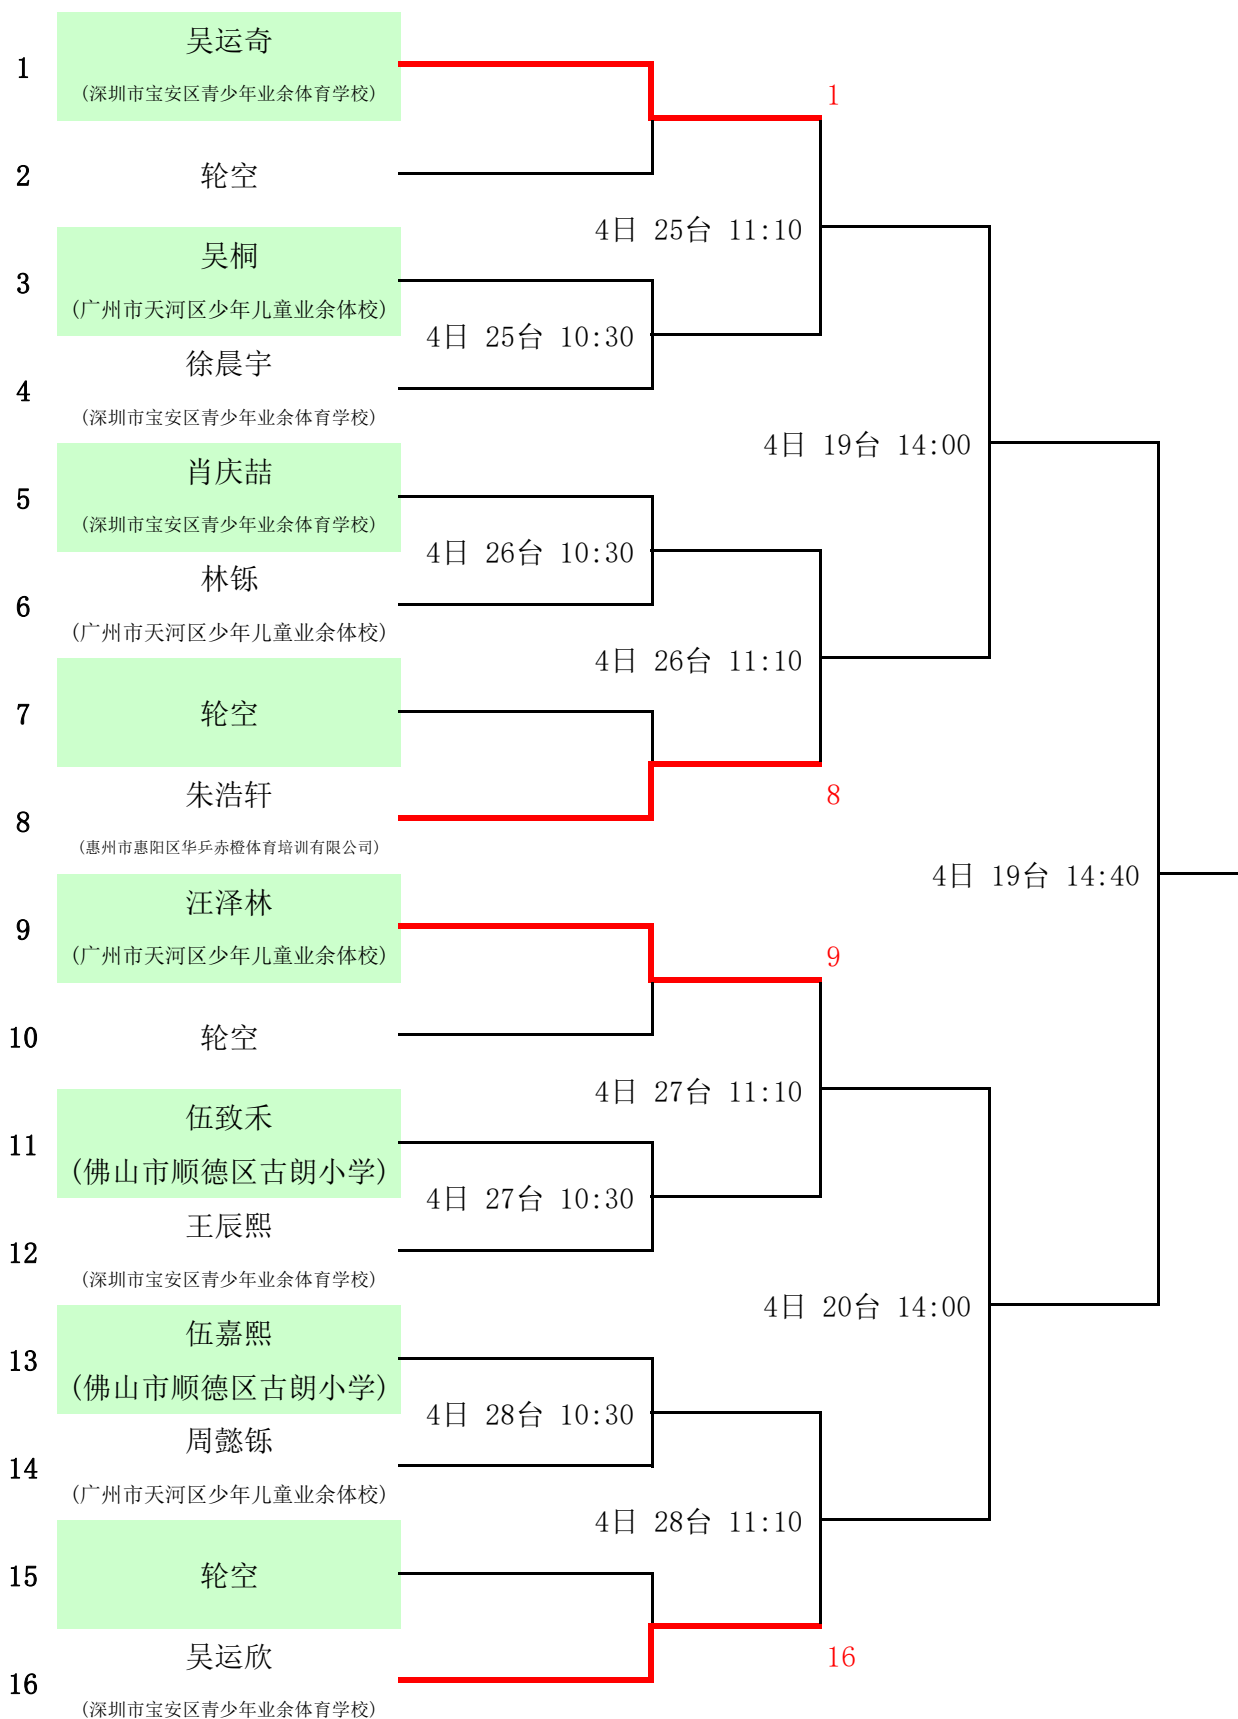 吴运奇
1
(深圳市宝安区青少年业余体育学校)
1
2 轮空
4日 25台 11:10
吴桐
3
(广州市天河区少年儿童业余体校)
4日 25台 10:30
徐晨宇
4
(深圳市宝安区青少年业余体育学校)
4日 19台 14:00
肖庆喆
5
(深圳市宝安区青少年业余体育学校)
4日 26台 10:30
林铄
6
(广州市天河区少年儿童业余体校)
4日 26台 11:10
7 轮空
朱浩轩
8
8
(惠州市惠阳区华乒赤橙体育培训有限公司)
4日 19台 14:40
汪泽林
9
(广州市天河区少年儿童业余体校)
9
10 轮空
4日 27台 11:10
伍致禾
11
(佛山市顺德区古朗小学)
4日 27台 10:30
王辰熙
12
(深圳市宝安区青少年业余体育学校)
4日 20台 14:00
伍嘉熙
13
(佛山市顺德区古朗小学)
4日 28台 10:30
周懿铄
14
(广州市天河区少年儿童业余体校)
4日 28台 11:10
15 轮空
吴运欣
16
16
(深圳市宝安区青少年业余体育学校)